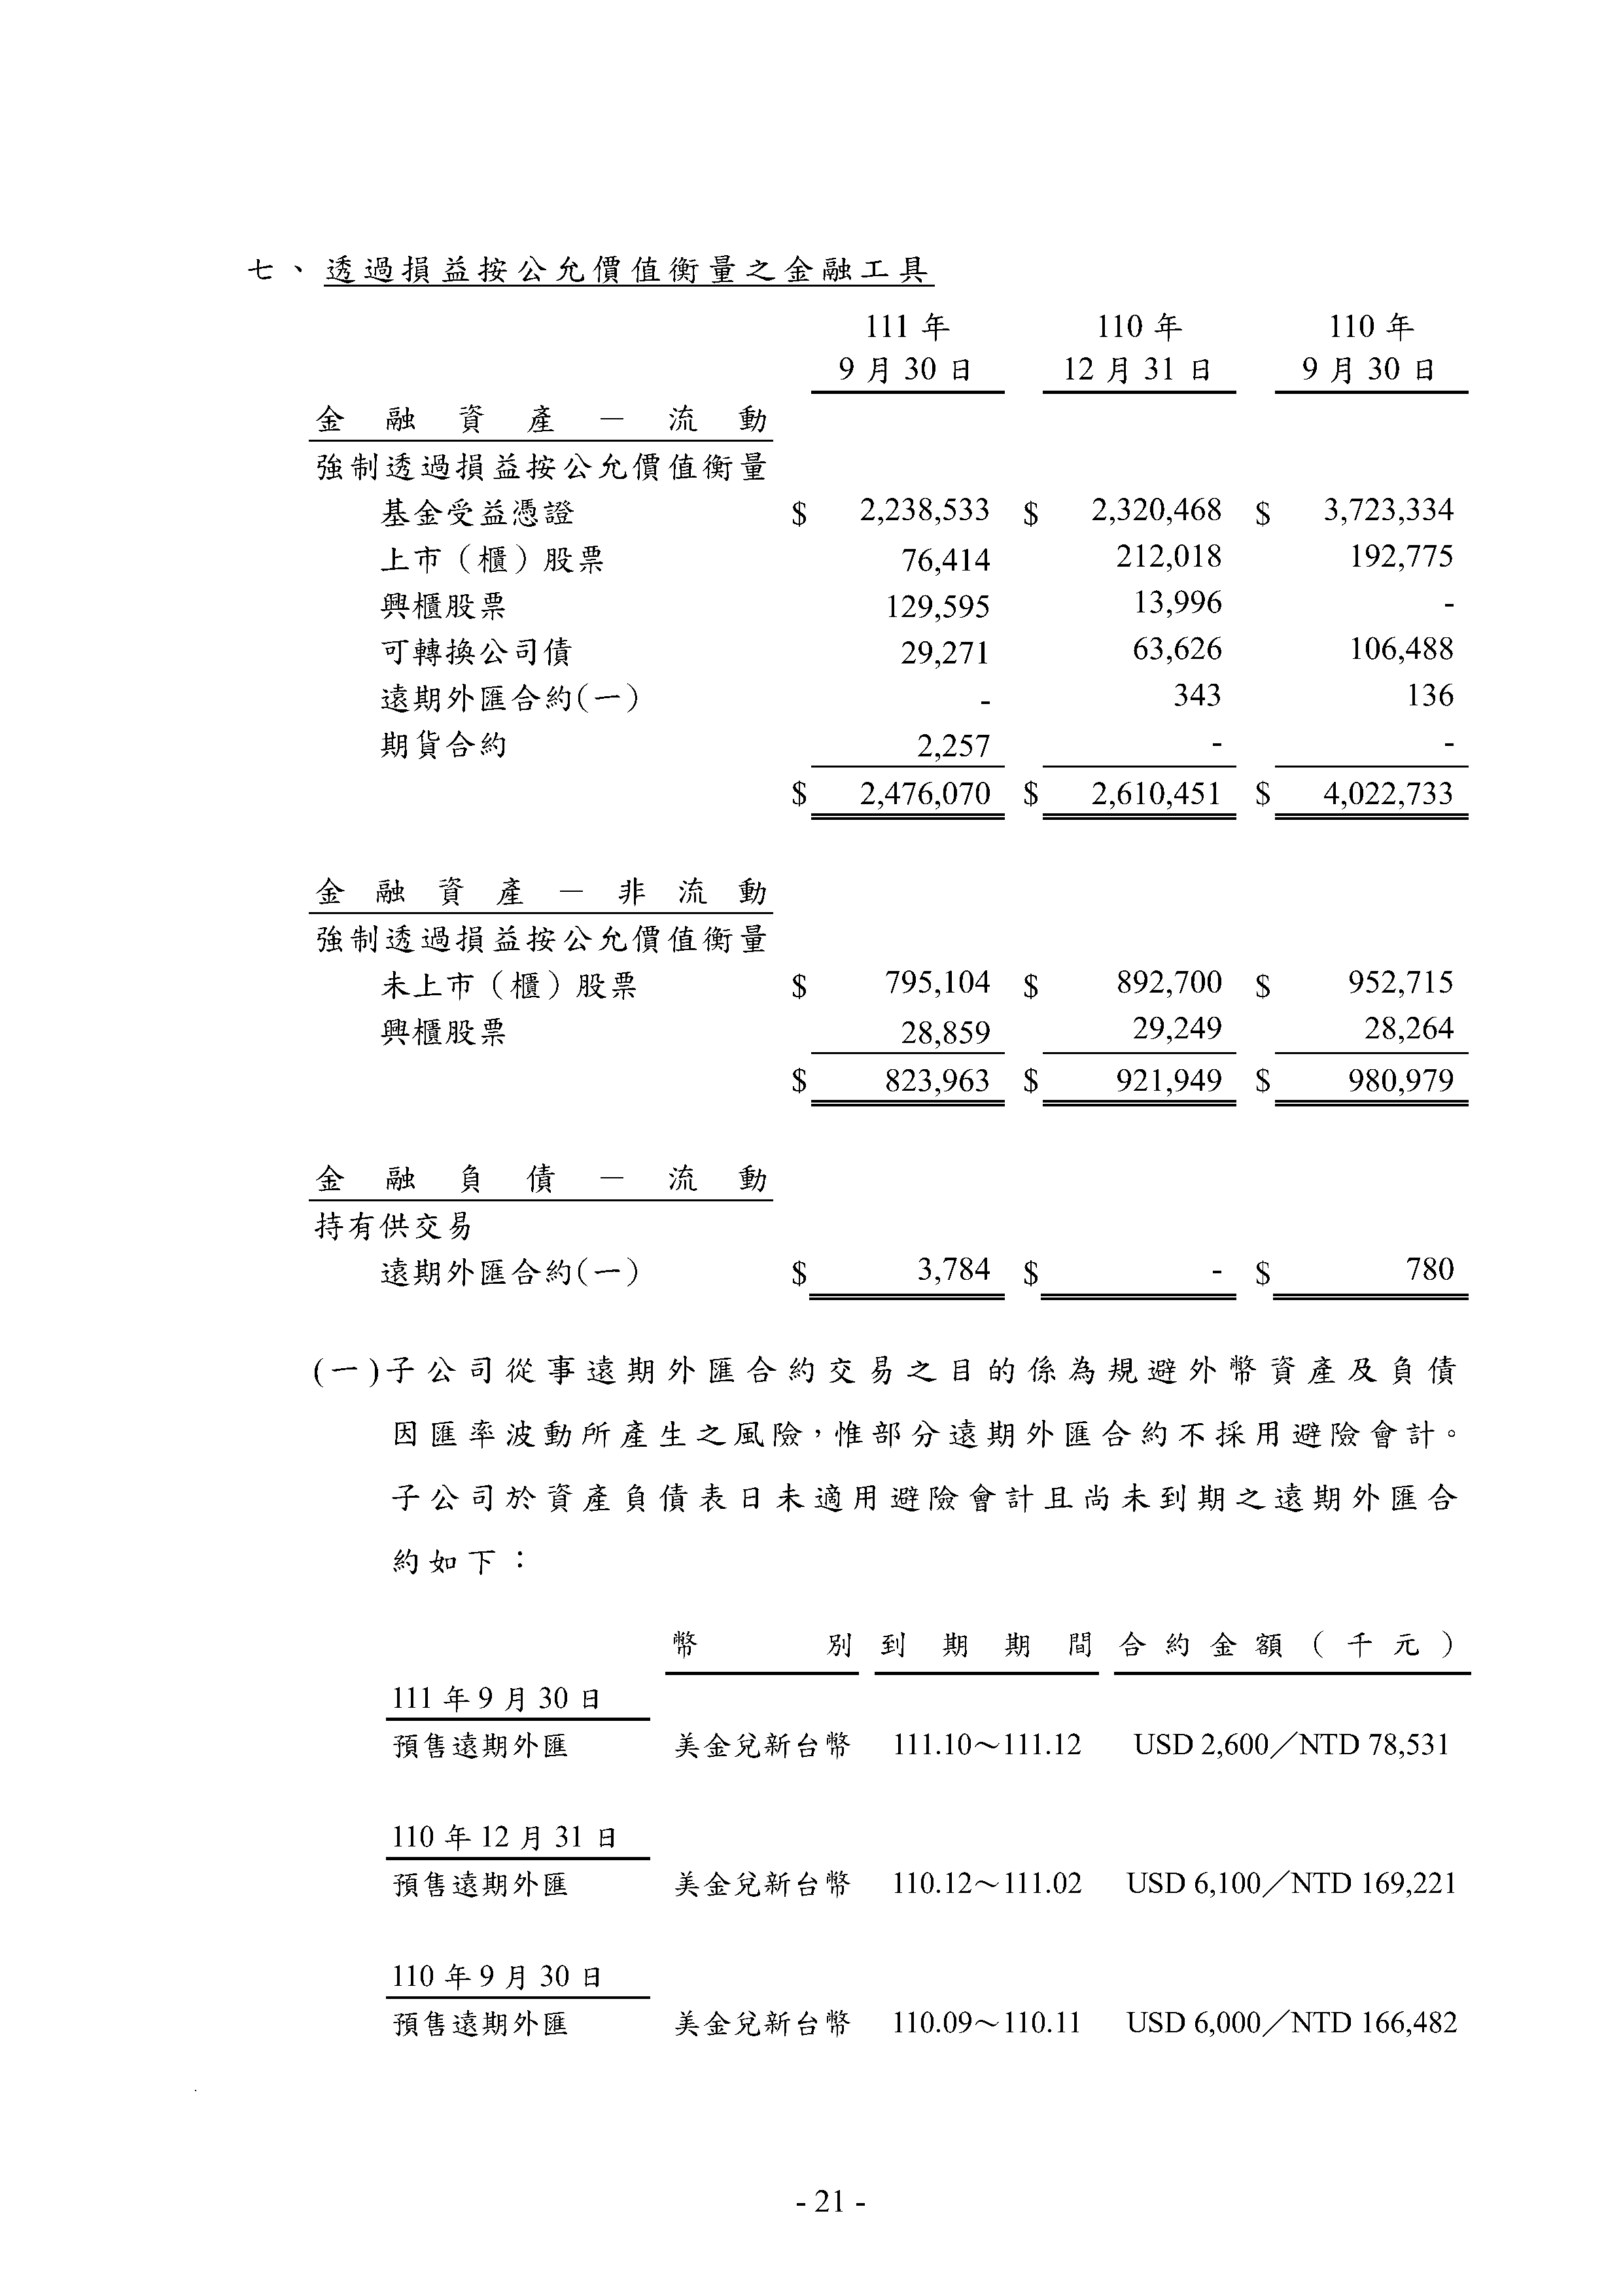 七、透過損益按公允價值衡量之金融工具
111 年 110 年 110 年
9 月 30 日 12 月 31 日 9 月 30 日
金融資產－流動
強制透過損益按公允價值衡量
基金受益憑證 $ 2,238,533 $ 2,320,468 $ 3,723,334
上市（櫃）股票 76,414 212,018 192,775
興櫃股票 129,595 13,996 -
可轉換公司債 29,271 63,626 106,488
遠期外匯合約(一) - 343 136
期貨合約 2,257 - -
$ 2,476,070 $ 2,610,451 $ 4,022,733
金融資產－非流動
強制透過損益按公允價值衡量
未上市（櫃）股票 $ 795,104 $ 892,700 $ 952,715
興櫃股票 28,859 29,249 28,264
$ 823,963 $ 921,949 $ 980,979
金融負債－流動
持有供交易
遠期外匯合約(一) $ 3,784 $ - $ 780
(一)子公司從事遠期外匯合約交易之目的係為規避外幣資產及負債
因匯率波動所產生之風險，惟部分遠期外匯合約不採用避險會計。
子公司於資產負債表日未適用避險會計且尚未到期之遠期外匯合
約如下：
幣別 到期期間 合約金額（千元）
111 年 9 月 30 日
預售遠期外匯 美金兌新台幣 111.10～111.12 USD 2,600／NTD 78,531
110 年 12 月 31 日
預售遠期外匯 美金兌新台幣 110.12～111.02 USD 6,100／NTD 169,221
110 年 9 月 30 日
預售遠期外匯 美金兌新台幣 110.09～110.11 USD 6,000／NTD 166,482
- 21 -